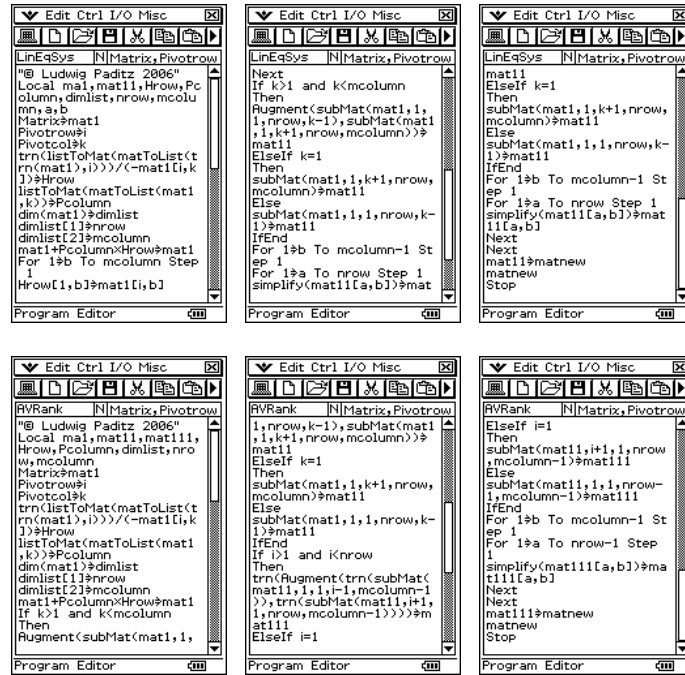 Edit Ctrl I/O Misc
LinEqSys N Matrix,Pivotrow
"© Ludwig Paditz 2006"
Local ma1,mat11,Hrow,Pc
olumn,dimlist,nrow,mcolu
mn,a,b
Matrix⇒mat1
Pivotrow⇒i
Pivotcol⇒k
trn(listToMat(matToList(t
rn(mat1),i)))/(-mat1[i,k
])⇒Hrow
listToMat(matToList(mat1
,k))⇒Pcolumn
dim(mat1)⇒dimlist
dimlist[1]⇒nrow
dimlist[2]⇒mcolumn
mat1+Pcolumn×Hrow⇒mat1
For 1⇒b To mcolumn Step
1
Hrow[1,b]⇒mat1[i,b]
Program Editor
Edit Ctrl I/O Misc
LinEqSys N Matrix,Pivotrow
Next
If k>1 and k<mcolumn
Then
Augment(subMat(mat1,1,
1,nrow,k-1),subMat(mat1
,1,k+1,nrow,mcolumn))⇒
mat11
ElseIf k=1
Then
subMat(mat1,1,k+1,nrow,
mcolumn)⇒mat11
Else
subMat(mat1,1,1,nrow,k-
1)⇒mat11
IfEnd
For 1⇒b To mcolumn-1 St
ep 1
For 1⇒a To nrow Step 1
simplify(mat11[a,b])⇒mat
Program Editor
Edit Ctrl I/O Misc
LinEqSys N Matrix,Pivotrow
mat11
ElseIf k=1
Then
subMat(mat1,1,k+1,nrow,
mcolumn)⇒mat11
Else
subMat(mat1,1,1,nrow,k-
1)⇒mat11
IfEnd
For 1⇒b To mcolumn-1 St
ep 1
For 1⇒a To nrow Step 1
simplify(mat11[a,b])⇒mat
11[a,b]
Next
Next
mat11⇒matnew
matnew
Stop
Program Editor
Edit Ctrl I/O Misc
AVRank N Matrix,Pivotrow
"© Ludwig Paditz 2006"
Local ma1,mat11,mat111,
Hrow,Pcolumn,dimlist,nro
w,mcolumn
Matrix⇒mat1
Pivotrow⇒i
Pivotcol⇒k
trn(listToMat(matToList(t
rn(mat1),i)))/(-mat1[i,k
])⇒Hrow
listToMat(matToList(mat1
,k))⇒Pcolumn
dim(mat1)⇒dimlist
dimlist[1]⇒nrow
dimlist[2]⇒mcolumn
mat1+Pcolumn×Hrow⇒mat1
If k>1 and k<mcolumn
Then
Augment(subMat(mat1,1,
Program Editor
Edit Ctrl I/O Misc
AVRank N Matrix,Pivotrow
1,nrow,k-1),subMat(mat1
,1,k+1,nrow,mcolumn))⇒
mat11
ElseIf k=1
Then
subMat(mat1,1,k+1,nrow,
mcolumn)⇒mat11
Else
subMat(mat1,1,1,nrow,k-
1)⇒mat11
IfEnd
If i>1 and i<nrow
Then
trn(Augment(trn(subMat(
mat11,1,1,i-1,mcolumn-1
)),trn(subMat(mat11,i+1,
1,nrow,mcolumn-1))))⇒m
at111
ElseIf i=1
Program Editor
Edit Ctrl I/O Misc
AVRank N Matrix,Pivotrow
ElseIf i=1
Then
subMat(mat11,i+1,1,nrow
,mcolumn-1)⇒mat111
Else
subMat(mat11,1,1,nrow-
1,mcolumn-1)⇒mat111
IfEnd
For 1⇒b To mcolumn-1 St
ep 1
For 1⇒a To nrow-1 Step
1
simplify(mat111[a,b])⇒ma
t111[a,b]
Next
Next
mat111⇒matnew
matnew
Stop
Program Editor